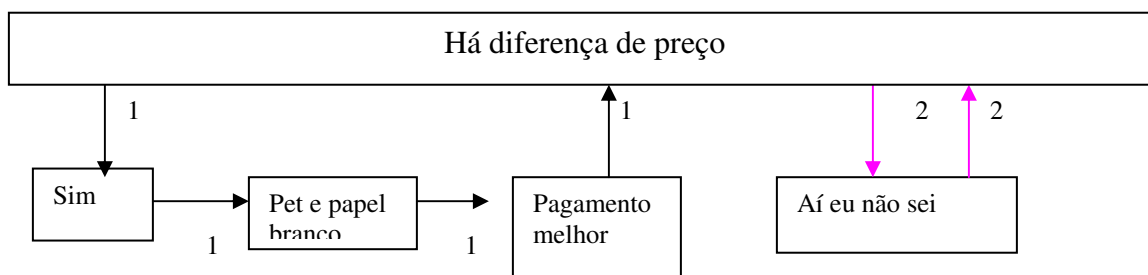 Há diferença de preço
1
1
2
2
Sim
Pet e papel
branco
Pagamento
melhor
Aí eu não sei
1
1